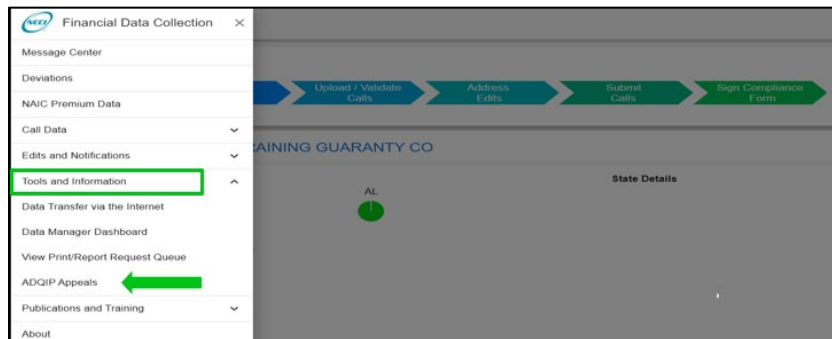 NCCI
Financial Data Collection ×
Message Center
Deviations
NAIC Premium Data
Call Data
Edits and Notifications
Tools and Information
Data Transfer via the Internet
Data Manager Dashboard
View Print/Report Request Queue
ADQIP Appeals
Publications and Training
About
Upload / Validate
Calls
Address
Edits
Submit
Calls
Sign Compliance
Form
AINING GUARANTY CO
State Details
AL